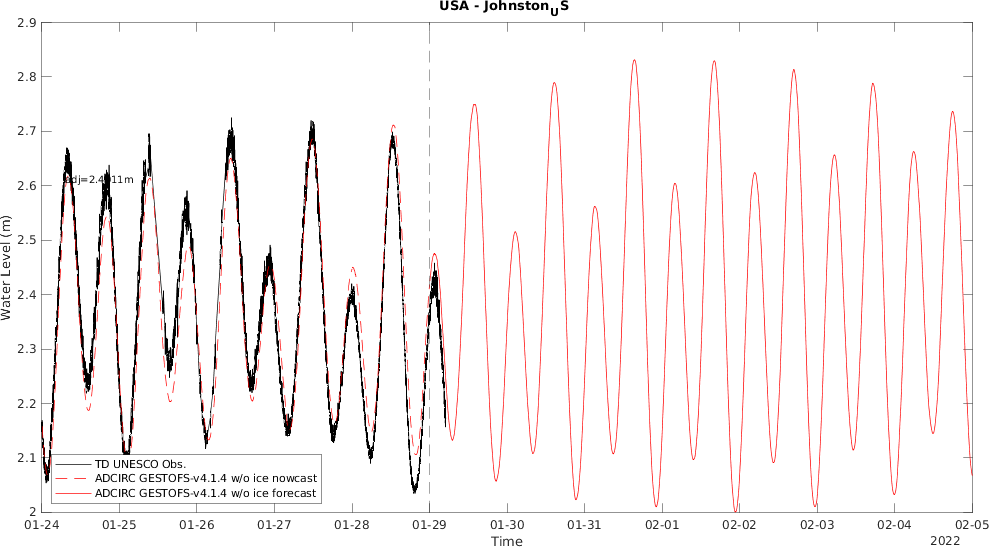 USA - JohnstonUS
2.9
2.8
2.7
2.6
2.5
2.4
2.3
2.2
2.1
2
Water Level (m)
TD UNESCO Obs.
ADCIRC GESTOFS-v4.1.4 w/o ice nowcast
ADCIRC GESTOFS-v4.1.4 w/o ice forecast
01-24 01-25 01-26 01-27 01-28 01-29 01-30 01-31 02-01 02-02 02-03 02-04 02-05
Time
2022